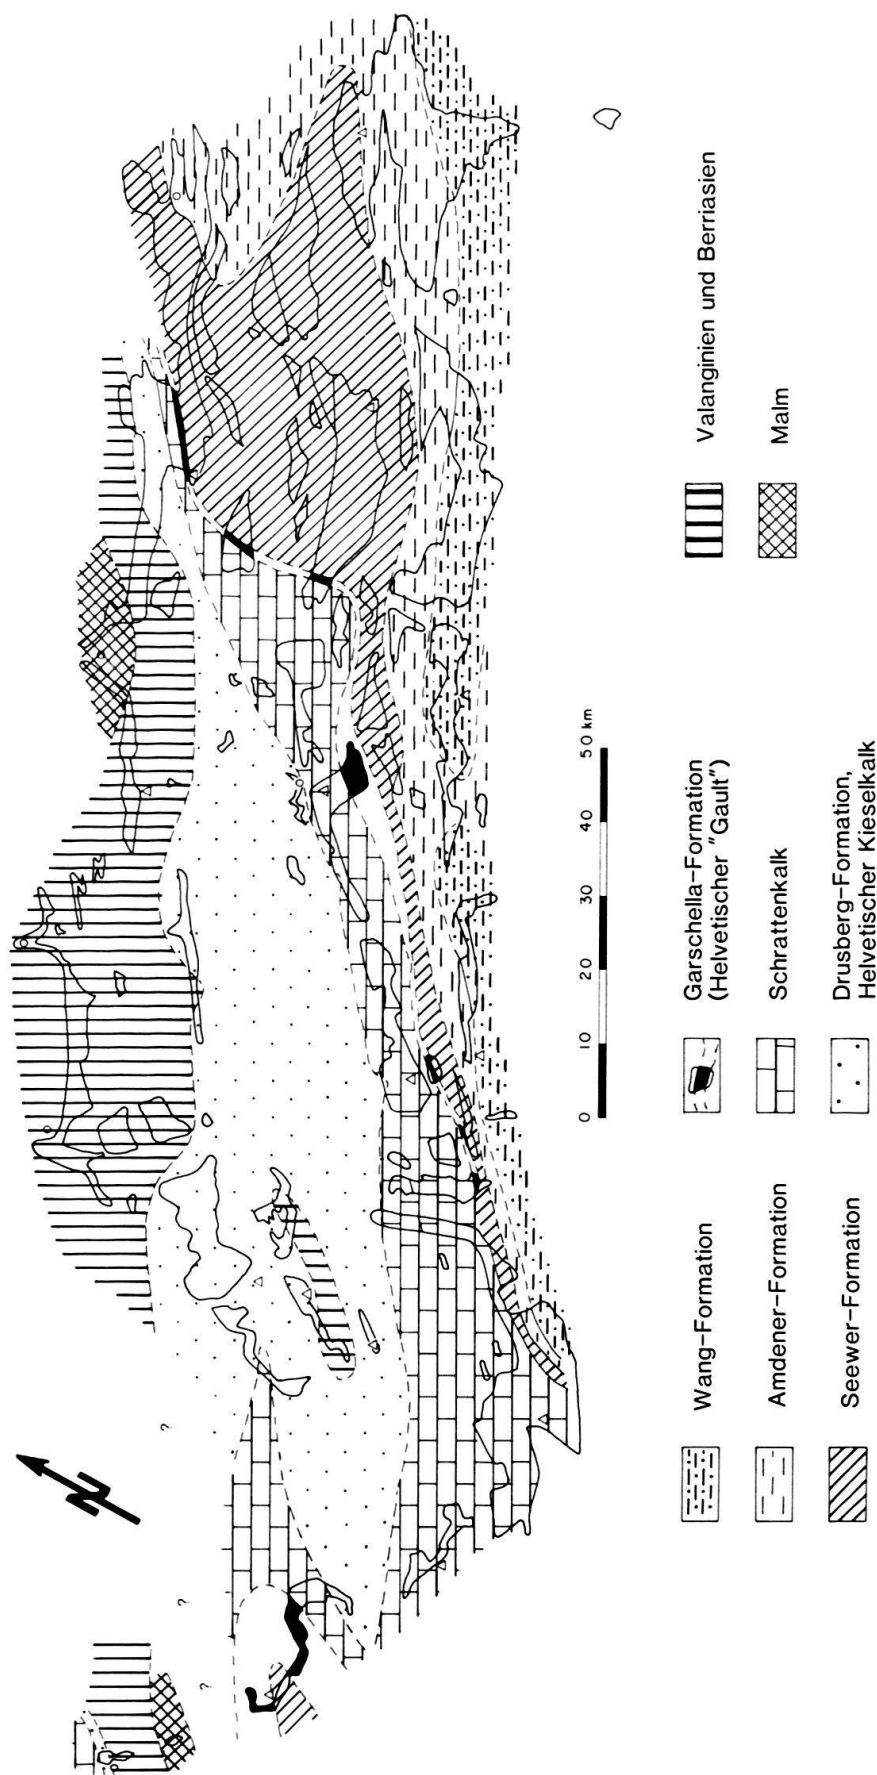 N
?
?
?
0 10 20 30 40 50 km
Wang-Formation
Amdener-Formation
Seewer-Formation
Garschella-Formation
(Helvetischer "Gault")
Schrattenkalk
Drusberg-Formation,
Helvetischer Kieselkalk
Valanginien und Berriasien
Malm